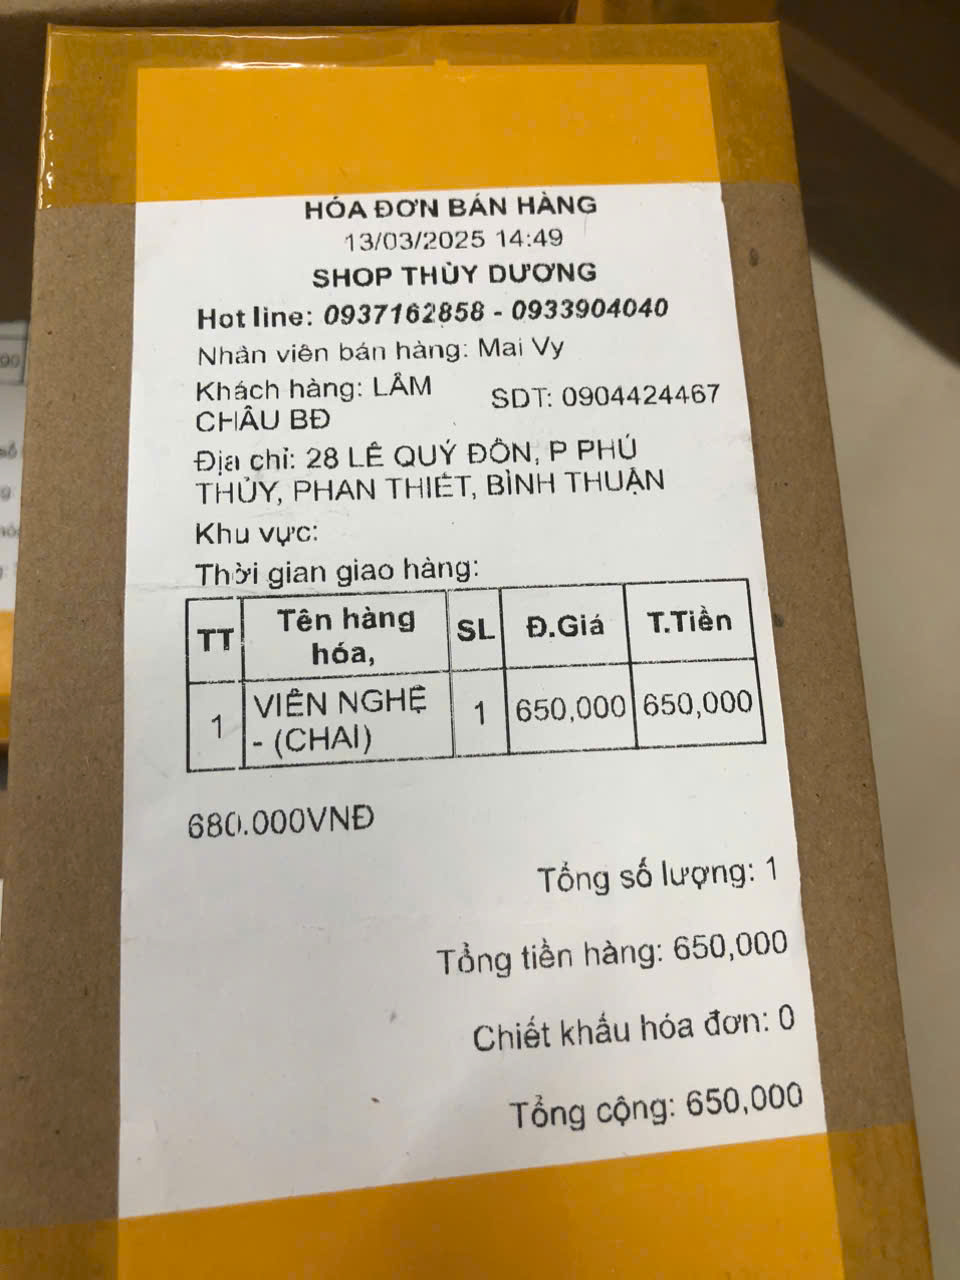 HÓA ĐƠN BÁN HÀNG
13/03/2025 14:49
SHOP THÙY DƯƠNG
Hot line: 0937162858 - 0933904040
Nhân viên bán hàng: Mai Vy
Khách hàng: LÂM CHÂU BĐ
SDT: 0904424467
Địa chỉ: 28 LÊ QUÝ ĐÔN, P PHÚ
THỦY, PHAN THIẾT, BÌNH THUẬN
Khu vực:
Thời gian giao hàng:
TT Tên hàng hóa, SL Đ.Giá T.Tiền
1 VIÊN NGHỆ - (CHAI) 1 650,000 650,000
680.000VNĐ
Tổng số lượng: 1
Tổng tiền hàng: 650,000
Chiết khấu hóa đơn: 0
Tổng cộng: 650,000